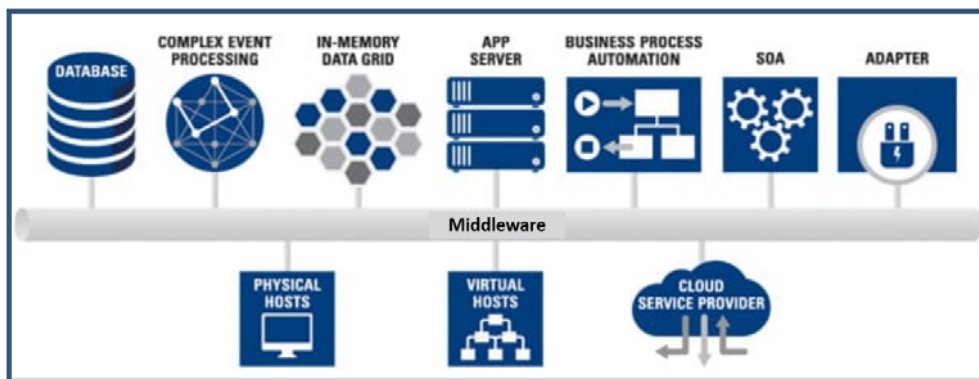 DATABASE
COMPLEX EVENT
PROCESSING
IN-MEMORY
DATA GRID
APP
SERVER
BUSINESS PROCESS
AUTOMATION
SOA
ADAPTER
Middleware
PHYSICAL
HOSTS
VIRTUAL
HOSTS
CLOUD
SERVICE PROVIDER